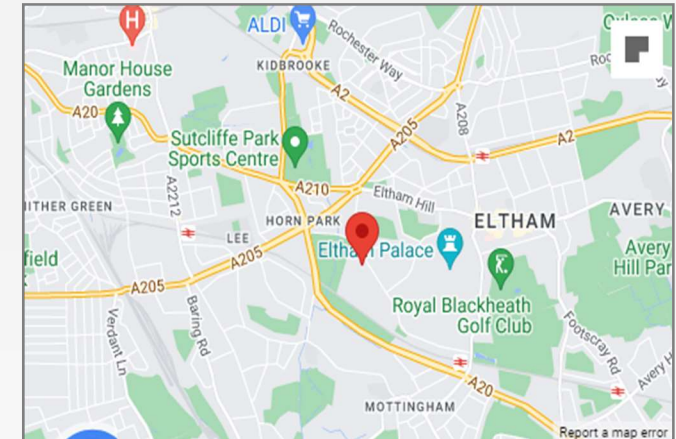 H
ALDI
Rochester Way
KIDBROOKE
Manor House
Gardens
A2
A20
A205
A208
A2
Sutcliffe Park
Sports Centre
A210
Eltham Hill
A2212
ITHER GREEN
HORN PARK
ELTHAM
AVERY
LEE
Eltham Palace
A205
field
Avery
Hill Par
A205
Royal Blackheath
Golf Club
Verdant Ln
Baring Rd
Footscray Rd
Avery H
A20
MOTTINGHAM
Report a map error